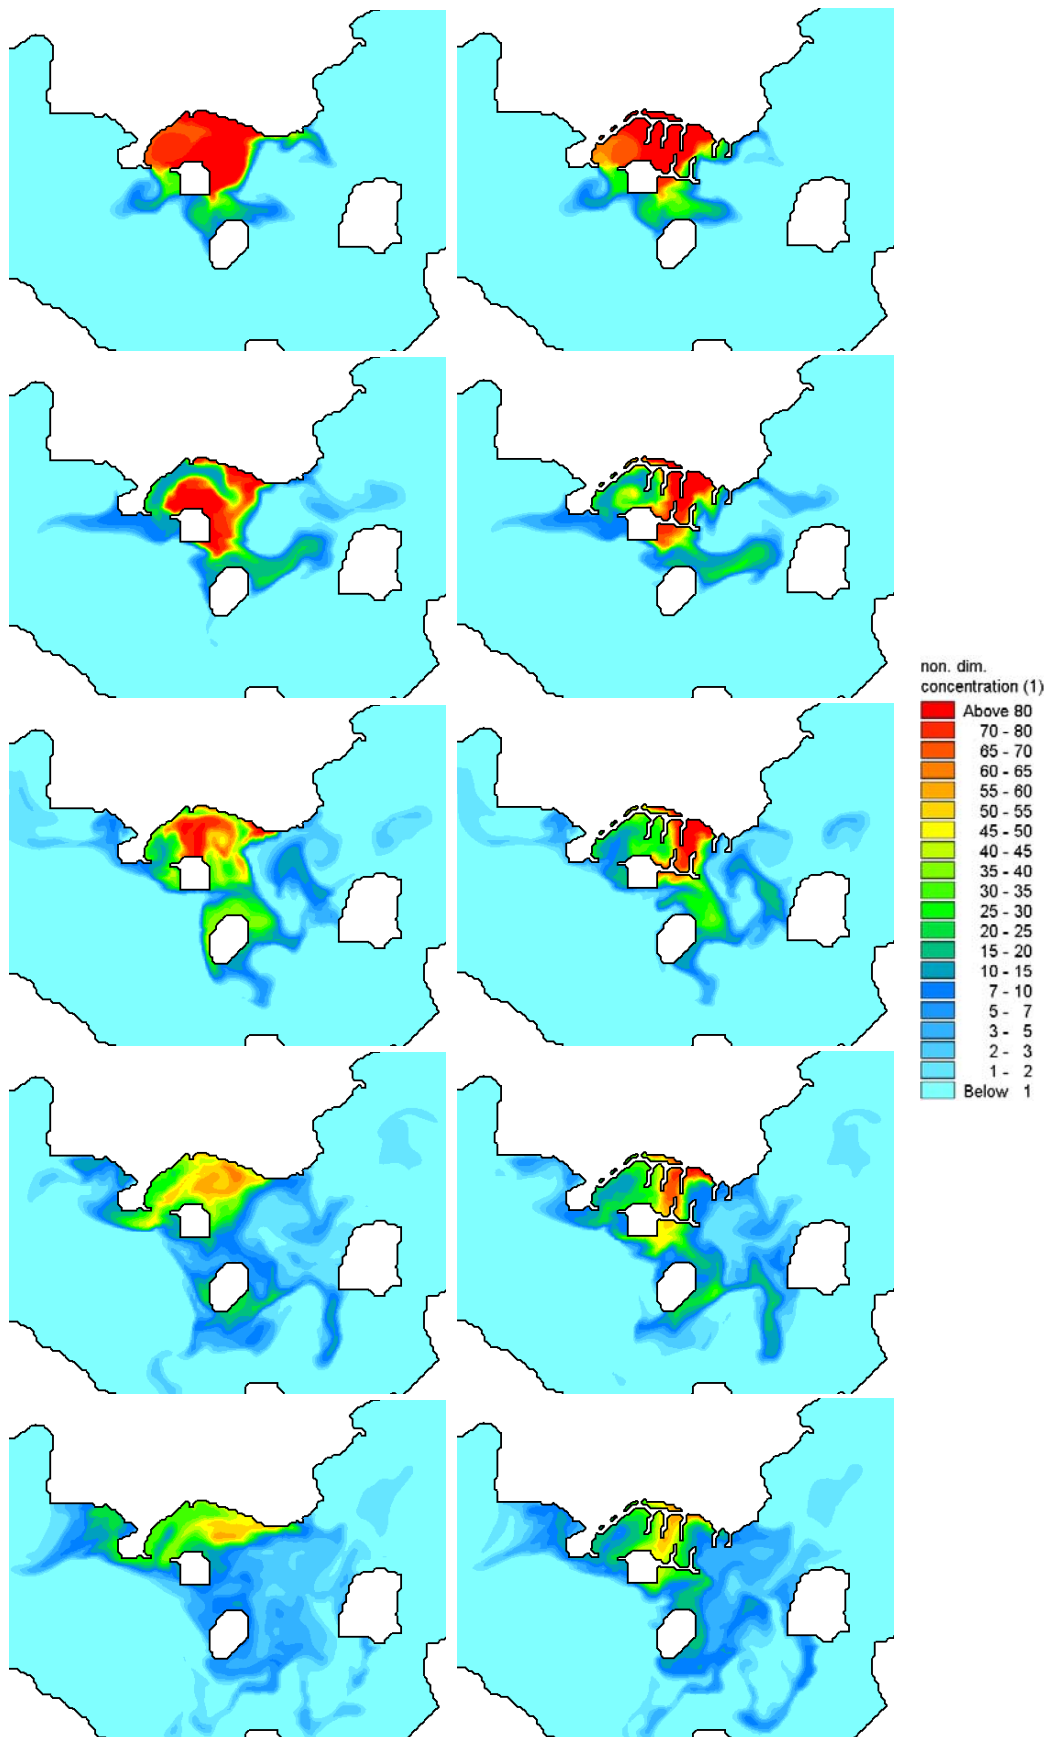 non. dim.
concentration (1)
Above 80
70 - 80
65 - 70
60 - 65
55 - 60
50 - 55
45 - 50
40 - 45
35 - 40
30 - 35
25 - 30
20 - 25
15 - 20
10 - 15
7 - 10
5 - 7
3 - 5
2 - 3
1 - 2
Below 1